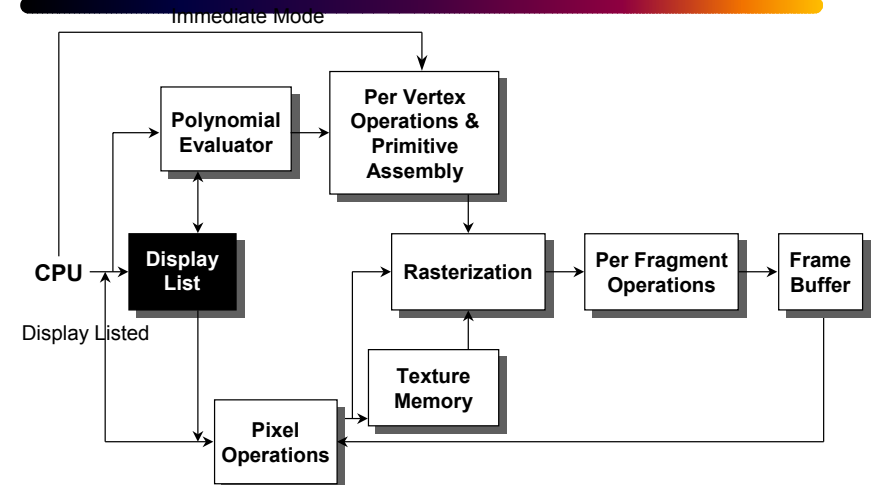 Immediate Mode
Polynomial
Evaluator
Per Vertex
Operations &
Primitive
Assembly
CPU
Display
List
Rasterization
Per Fragment
Operations
Frame
Buffer
Display Listed
Texture
Memory
Pixel
Operations